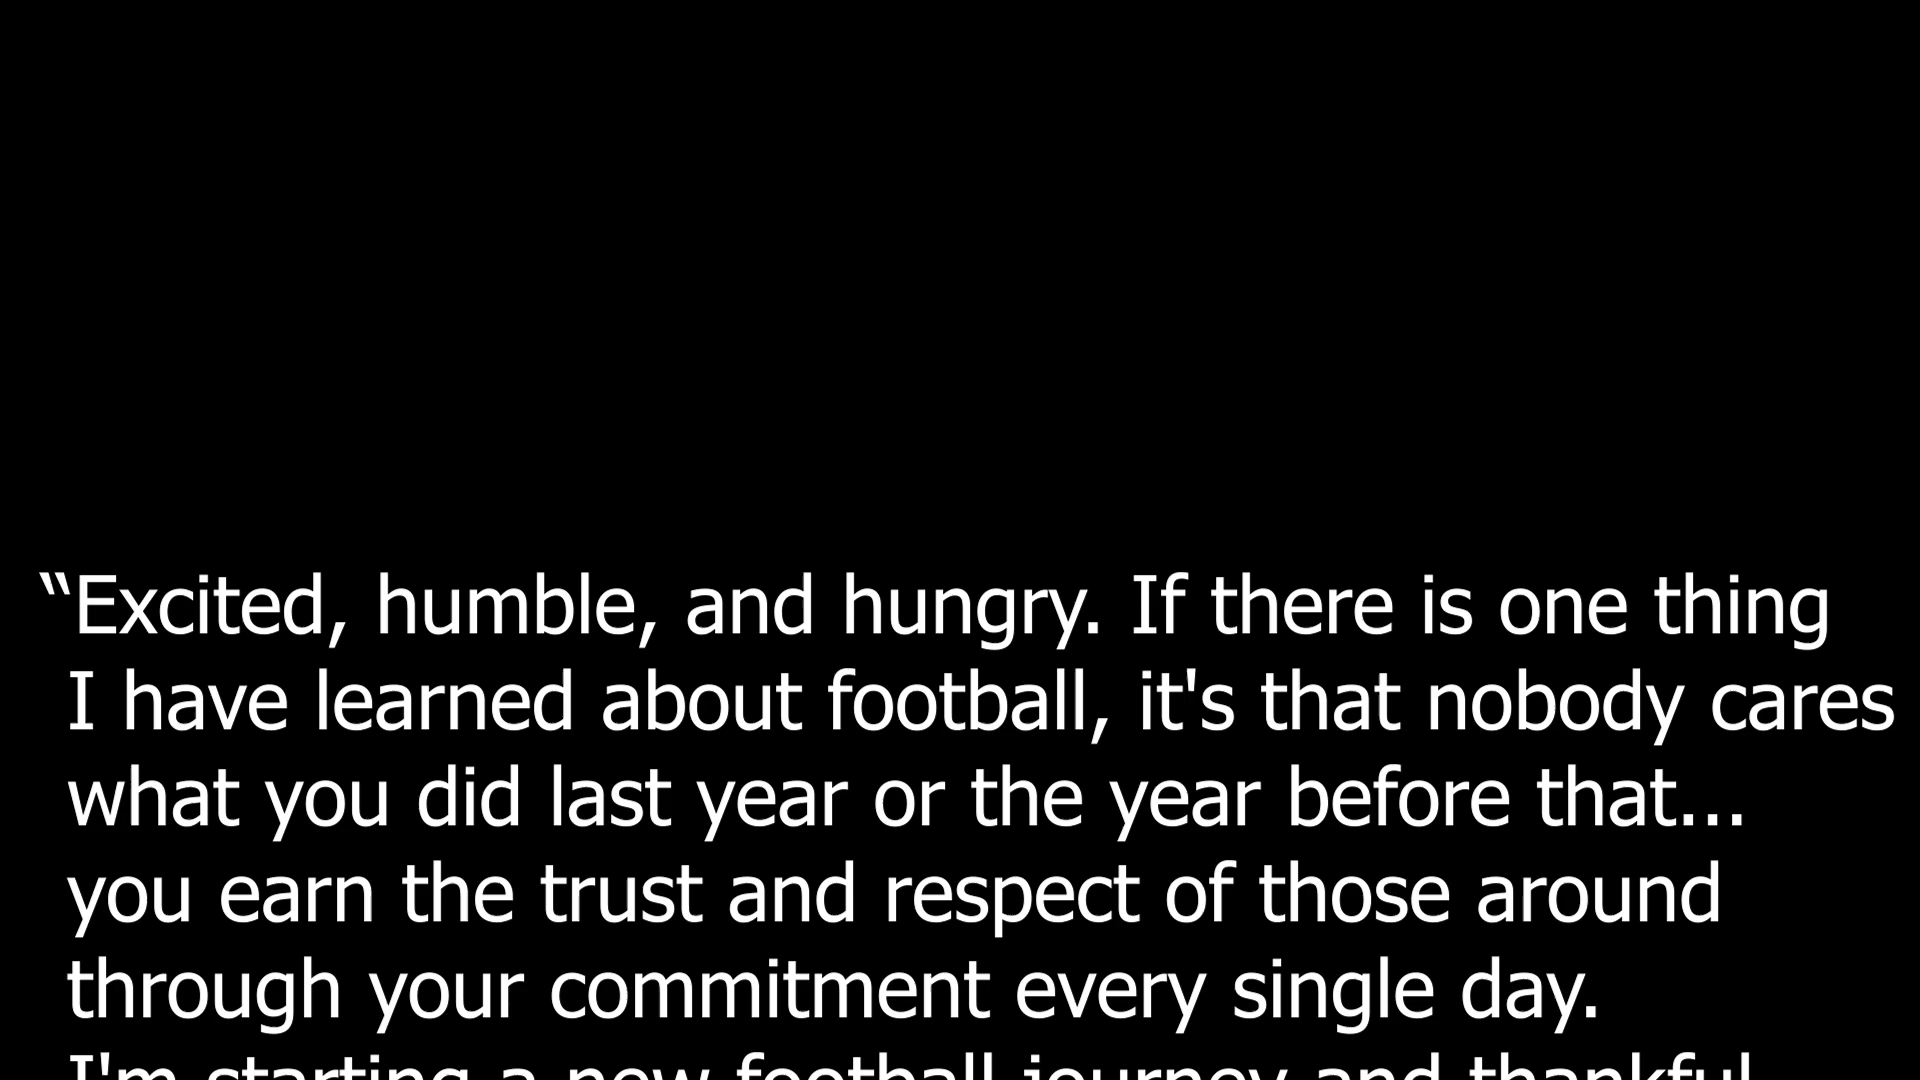 “Excited, humble, and hungry. If there is one thing
I have learned about football, it's that nobody cares
what you did last year or the year before that...
you earn the trust and respect of those around
through your commitment every single day.
I'm starting a new football journey and thankful